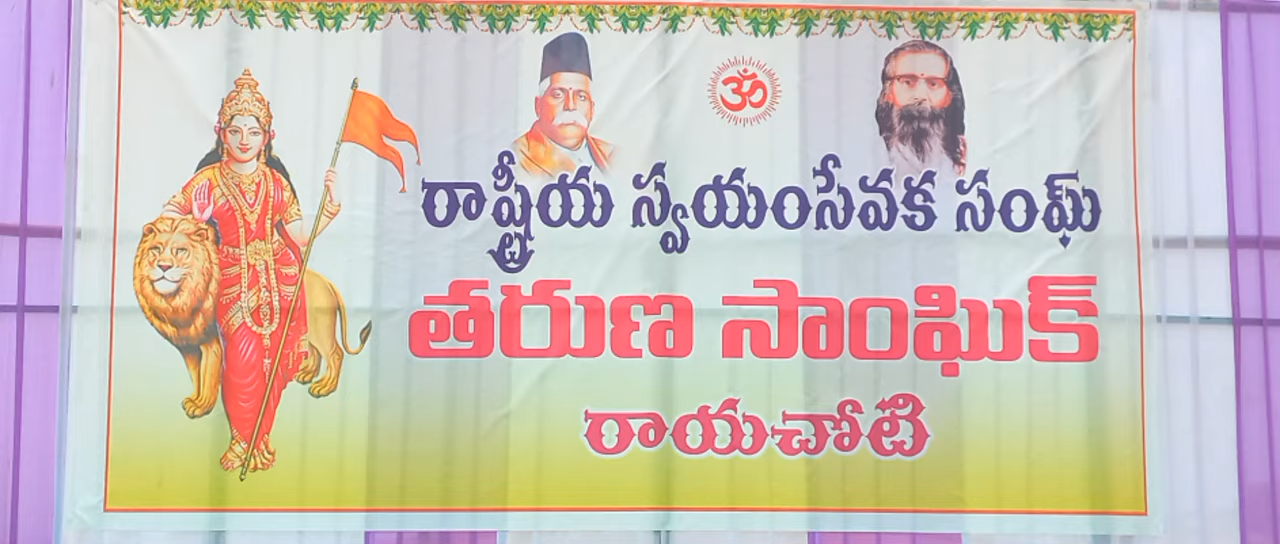 ॐ
రాష్ట్రీయ స్వయంసేవక సంఘ్
తరుణ సాంఘిక్
రాయచోటి